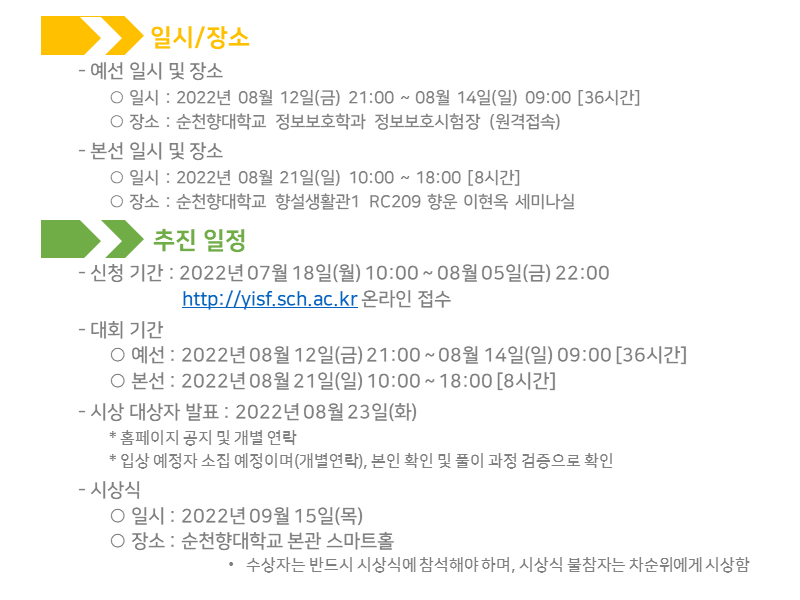 일시/장소
- 예선 일시 및 장소
○ 일시 : 2022년 08월 12일(금) 21:00 ~ 08월 14일(일) 09:00 [36시간]
○ 장소 : 순천향대학교 정보보호학과 정보보호시험장 (원격접속)
- 본선 일시 및 장소
○ 일시 : 2022년 08월 21일(일) 10:00 ~ 18:00 [8시간]
○ 장소 : 순천향대학교 향설생활관1 RC209 향운 이현옥 세미나실
추진 일정
- 신청 기간 : 2022년 07월 18일(월) 10:00 ~ 08월 05일(금) 22:00
http://yisf.sch.ac.kr 온라인 접수
- 대회 기간
○ 예선 : 2022년 08월 12일(금) 21:00 ~ 08월 14일(일) 09:00 [36시간]
○ 본선 : 2022년 08월 21일(일) 10:00 ~ 18:00 [8시간]
- 시상 대상자 발표 : 2022년 08월 23일(화)
* 홈페이지 공지 및 개별 연락
* 입상 예정자 소집 예정이며(개별연락), 본인 확인 및 풀이 과정 검증으로 확인
- 시상식
○ 일시 : 2022년 09월 15일(목)
○ 장소 : 순천향대학교 본관 스마트홀
• 수상자는 반드시 시상식에 참석해야 하며, 시상식 불참자는 차순위에게 시상함